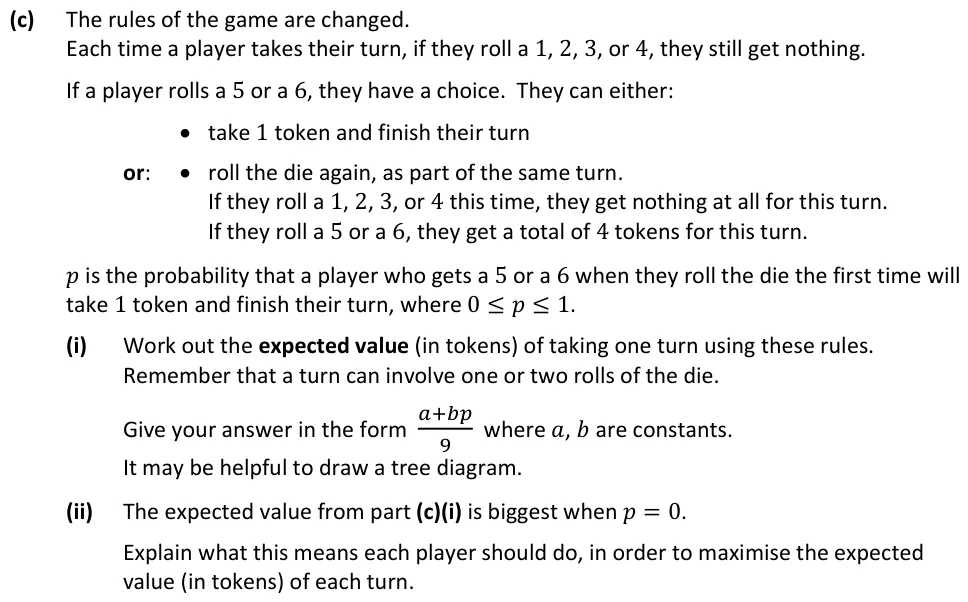 (c) The rules of the game are changed.
Each time a player takes their turn, if they roll a 1, 2, 3, or 4, they still get nothing.
If a player rolls a 5 or a 6, they have a choice. They can either:
• take 1 token and finish their turn
or: • roll the die again, as part of the same turn.
If they roll a 1, 2, 3, or 4 this time, they get nothing at all for this turn.
If they roll a 5 or a 6, they get a total of 4 tokens for this turn.
p is the probability that a player who gets a 5 or a 6 when they roll the die the first time will
take 1 token and finish their turn, where 0 ≤ p ≤ 1.
(i) Work out the expected value (in tokens) of taking one turn using these rules.
Remember that a turn can involve one or two rolls of the die.
Give your answer in the form (a+bp)/9 where a, b are constants.
It may be helpful to draw a tree diagram.
(ii) The expected value from part (c)(i) is biggest when p = 0.
Explain what this means each player should do, in order to maximise the expected
value (in tokens) of each turn.